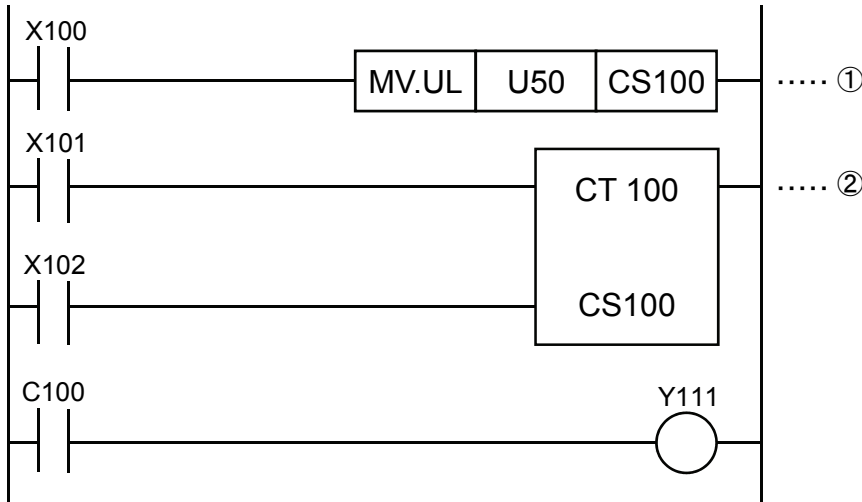 X100
MV.UL U50 CS100 ..... ①
X101
CT 100 ..... ②
X102
CS100
C100 Y111